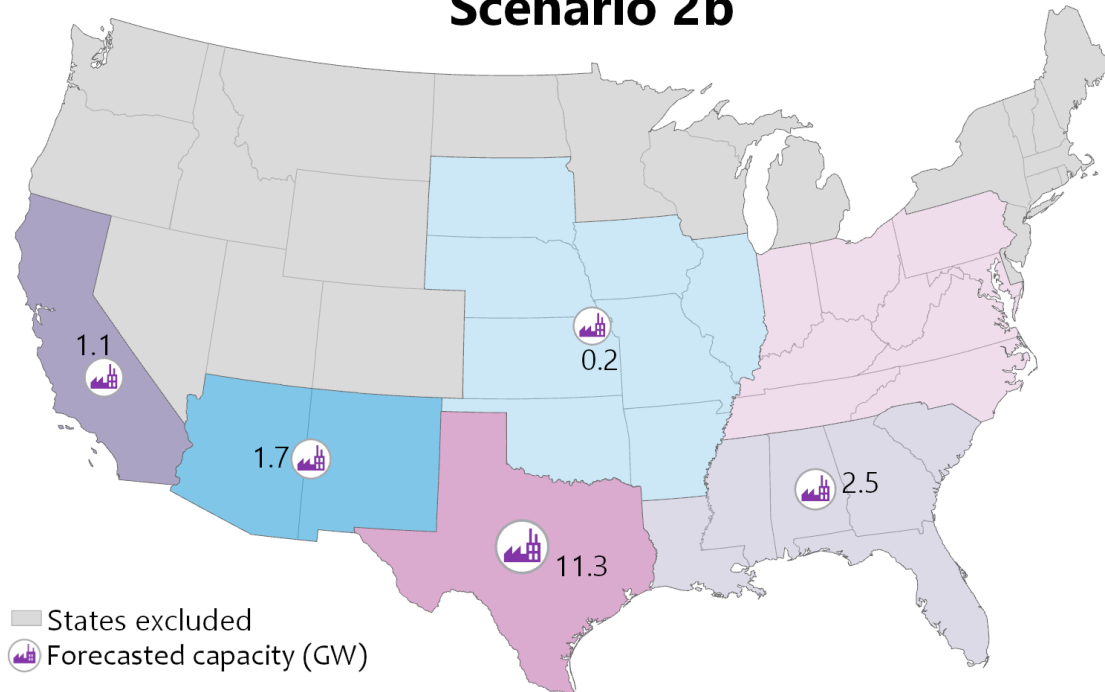 Scenario 2b
1.1
0.2
1.7
2.5
11.3
States excluded
Forecasted capacity (GW)